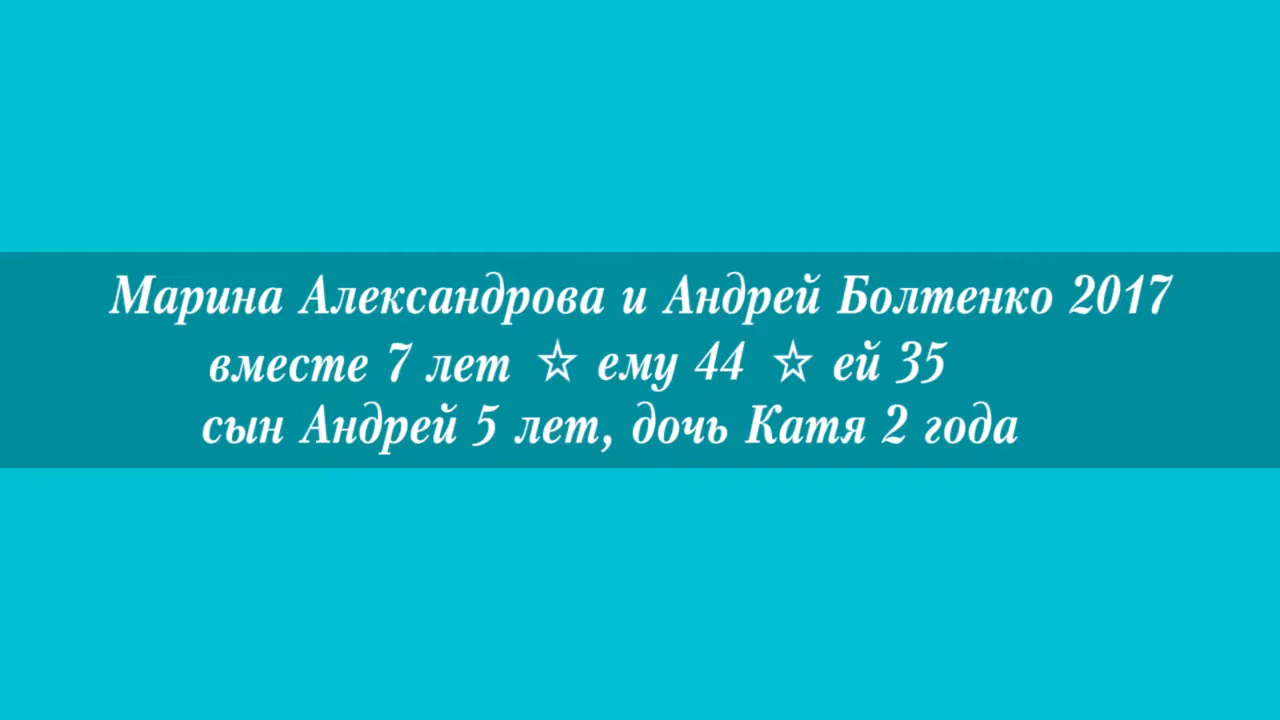 Марина Александрова и Андрей Болтенко 2017
вместе 7 лет ☆ ему 44 ☆ ей 35
сын Андрей 5 лет, дочь Катя 2 года